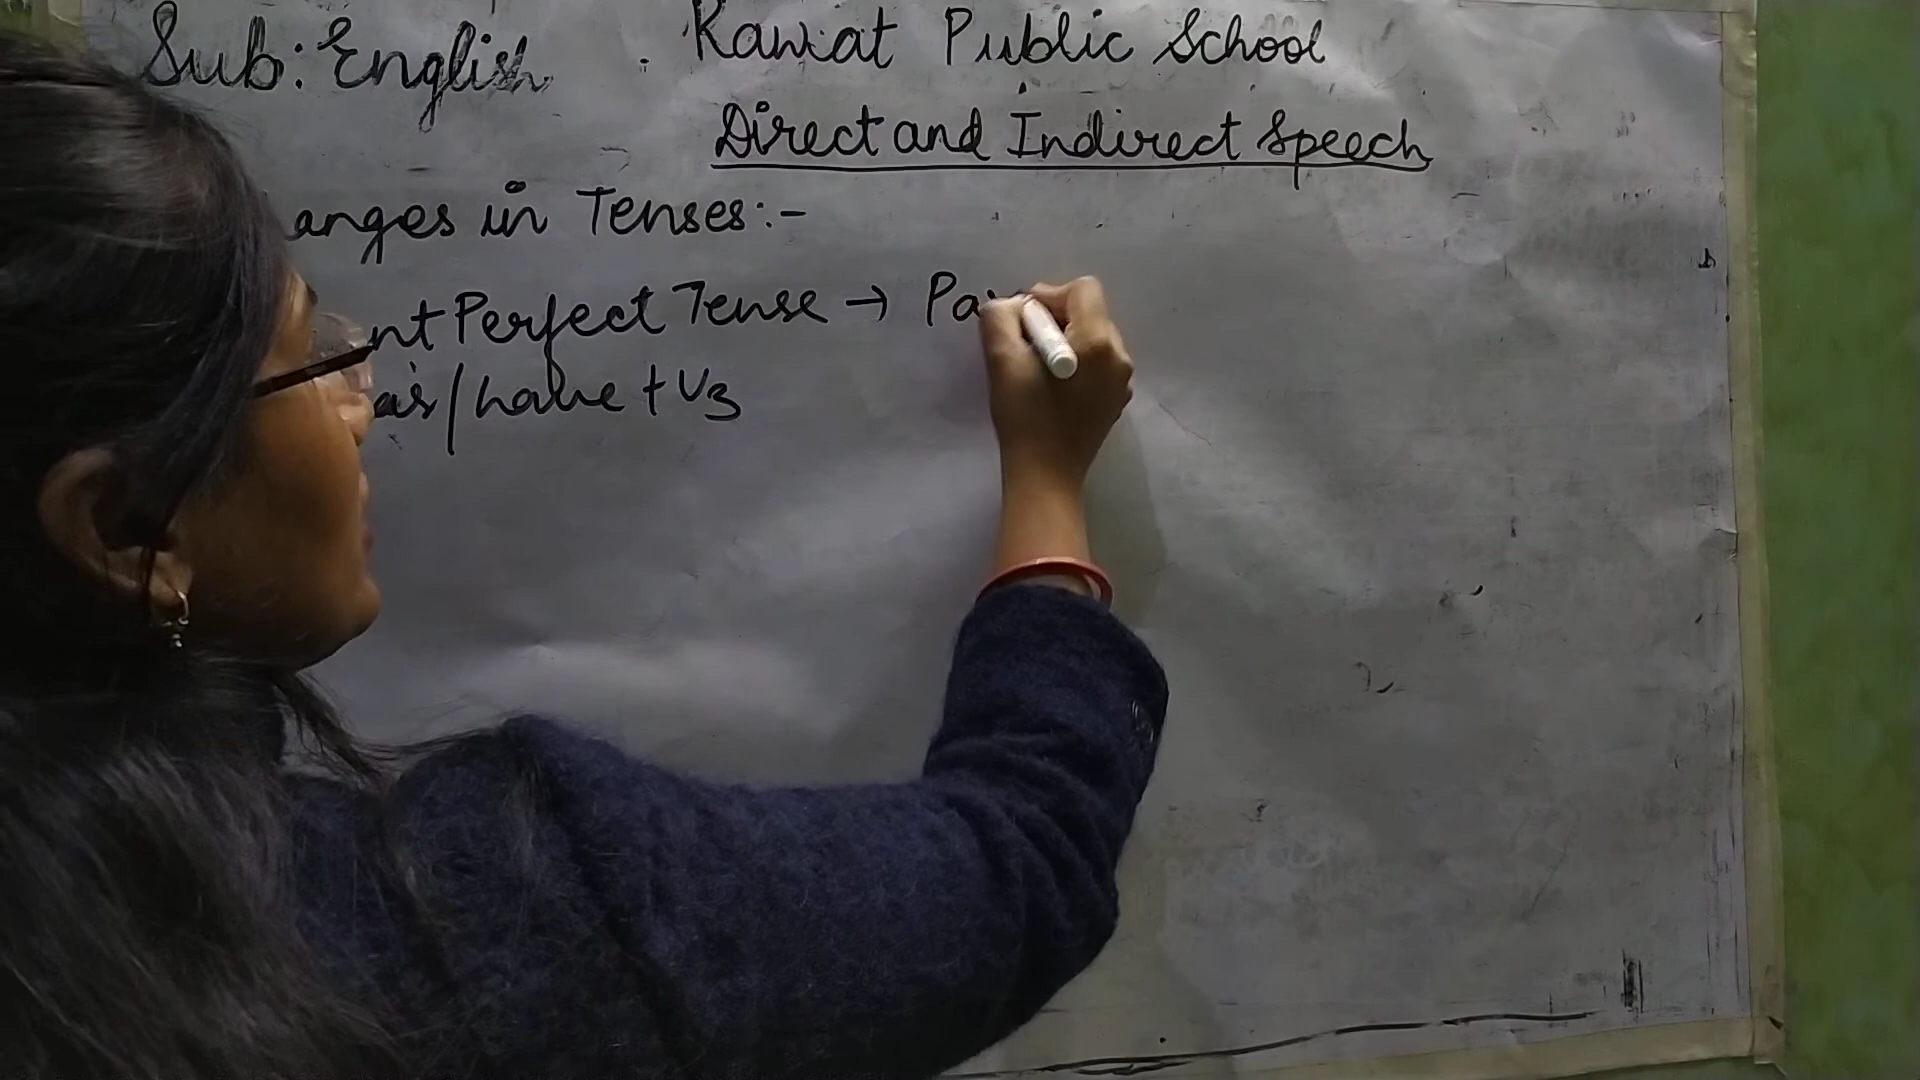 Sub: English . Rawat Public School
Direct and Indirect Speech
anges in Tenses:-
nt Perfect Tense → Pa
as/have + V3